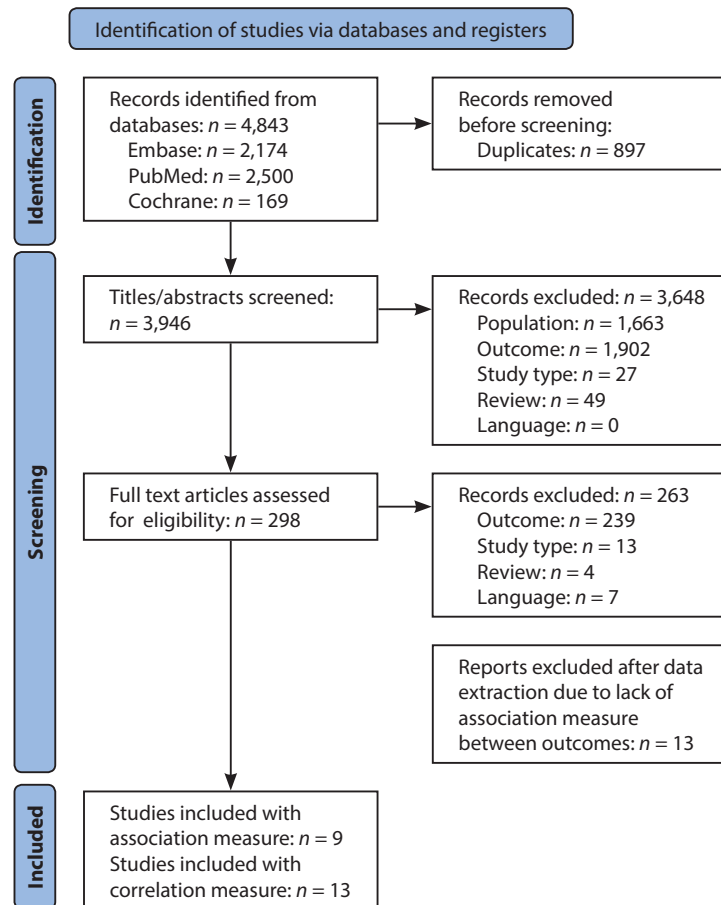 Identification of studies via databases and registers
Identification
Records identified from
databases: n = 4,843
Embase: n = 2,174
PubMed: n = 2,500
Cochrane: n = 169
Records removed
before screening:
Duplicates: n = 897
Screening
Titles/abstracts screened:
n = 3,946
Records excluded: n = 3,648
Population: n = 1,663
Outcome: n = 1,902
Study type: n = 27
Review: n = 49
Language: n = 0
Full text articles assessed
for eligibility: n = 298
Records excluded: n = 263
Outcome: n = 239
Study type: n = 13
Review: n = 4
Language: n = 7
Reports excluded after data
extraction due to lack of
association measure
between outcomes: n = 13
Included
Studies included with
association measure: n = 9
Studies included with
correlation measure: n = 13